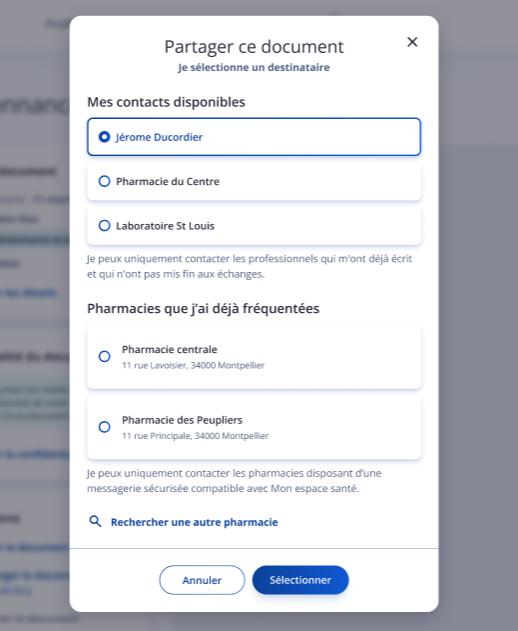 Partager ce document
Je sélectionne un destinataire
Mes contacts disponibles
Jérome Ducordier
Pharmacie du Centre
Laboratoire St Louis
Je peux uniquement contacter les professionnels qui m'ont déjà écrit
et qui n'ont pas mis fin aux échanges.
Pharmacies que j'ai déjà fréquentées
Pharmacie centrale
11 rue Lavoisier, 34000 Montpellier
Pharmacie des Peupliers
11 rue Principale, 34000 Montpellier
Je peux uniquement contacter les pharmacies disposant d'une
messagerie sécurisée compatible avec Mon espace santé.
Rechercher une autre pharmacie
Annuler
Sélectionner